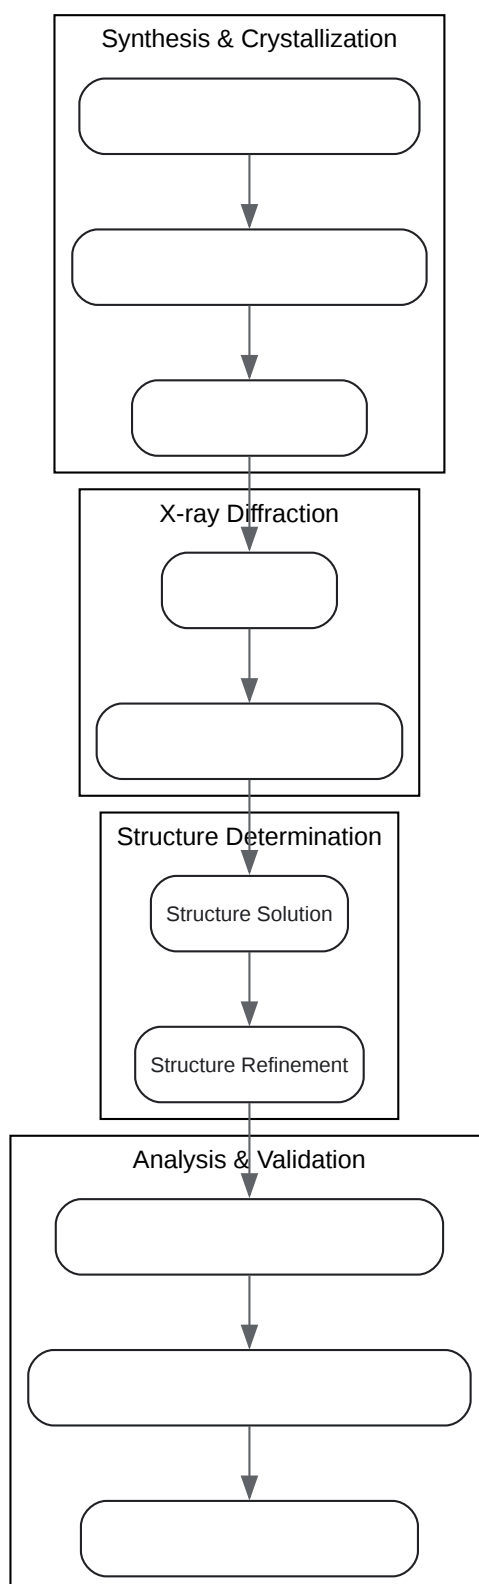 Synthesis & Crystallization
X-ray Diffraction
Structure Determination
Structure Solution
Structure Refinement
Analysis & Validation